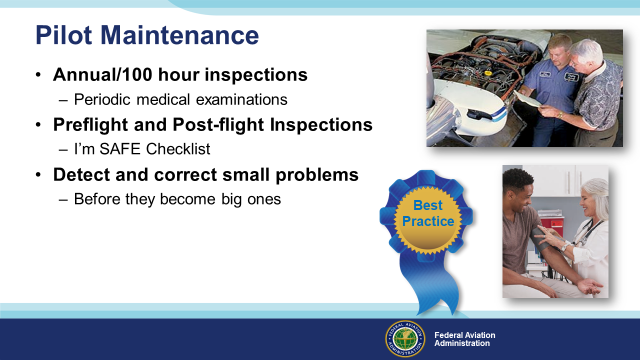 Pilot Maintenance
• Annual/100 hour inspections
– Periodic medical examinations
• Preflight and Post-flight Inspections
– I'm SAFE Checklist
• Detect and correct small problems
– Before they become big ones
Best
Practice
Federal Aviation
Administration